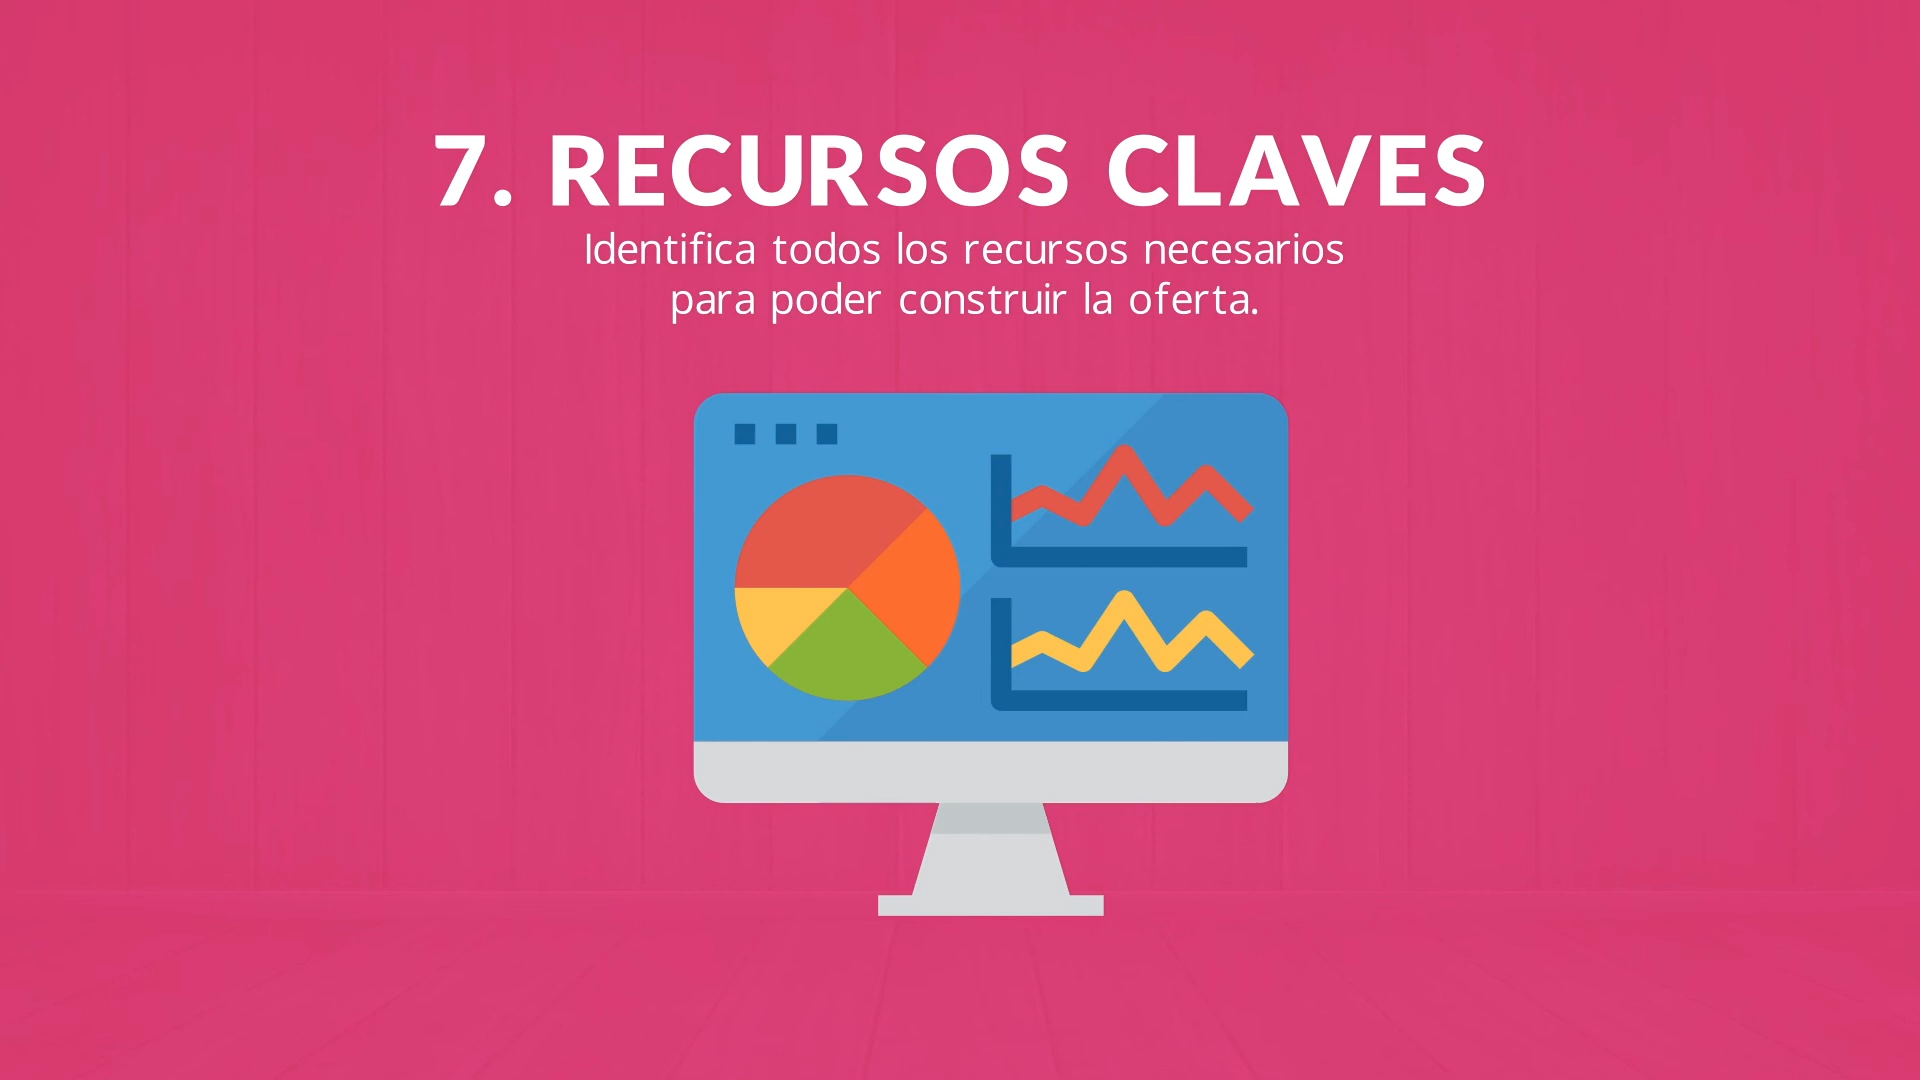 7. RECURSOS CLAVES
Identifica todos los recursos necesarios
para poder construir la oferta.